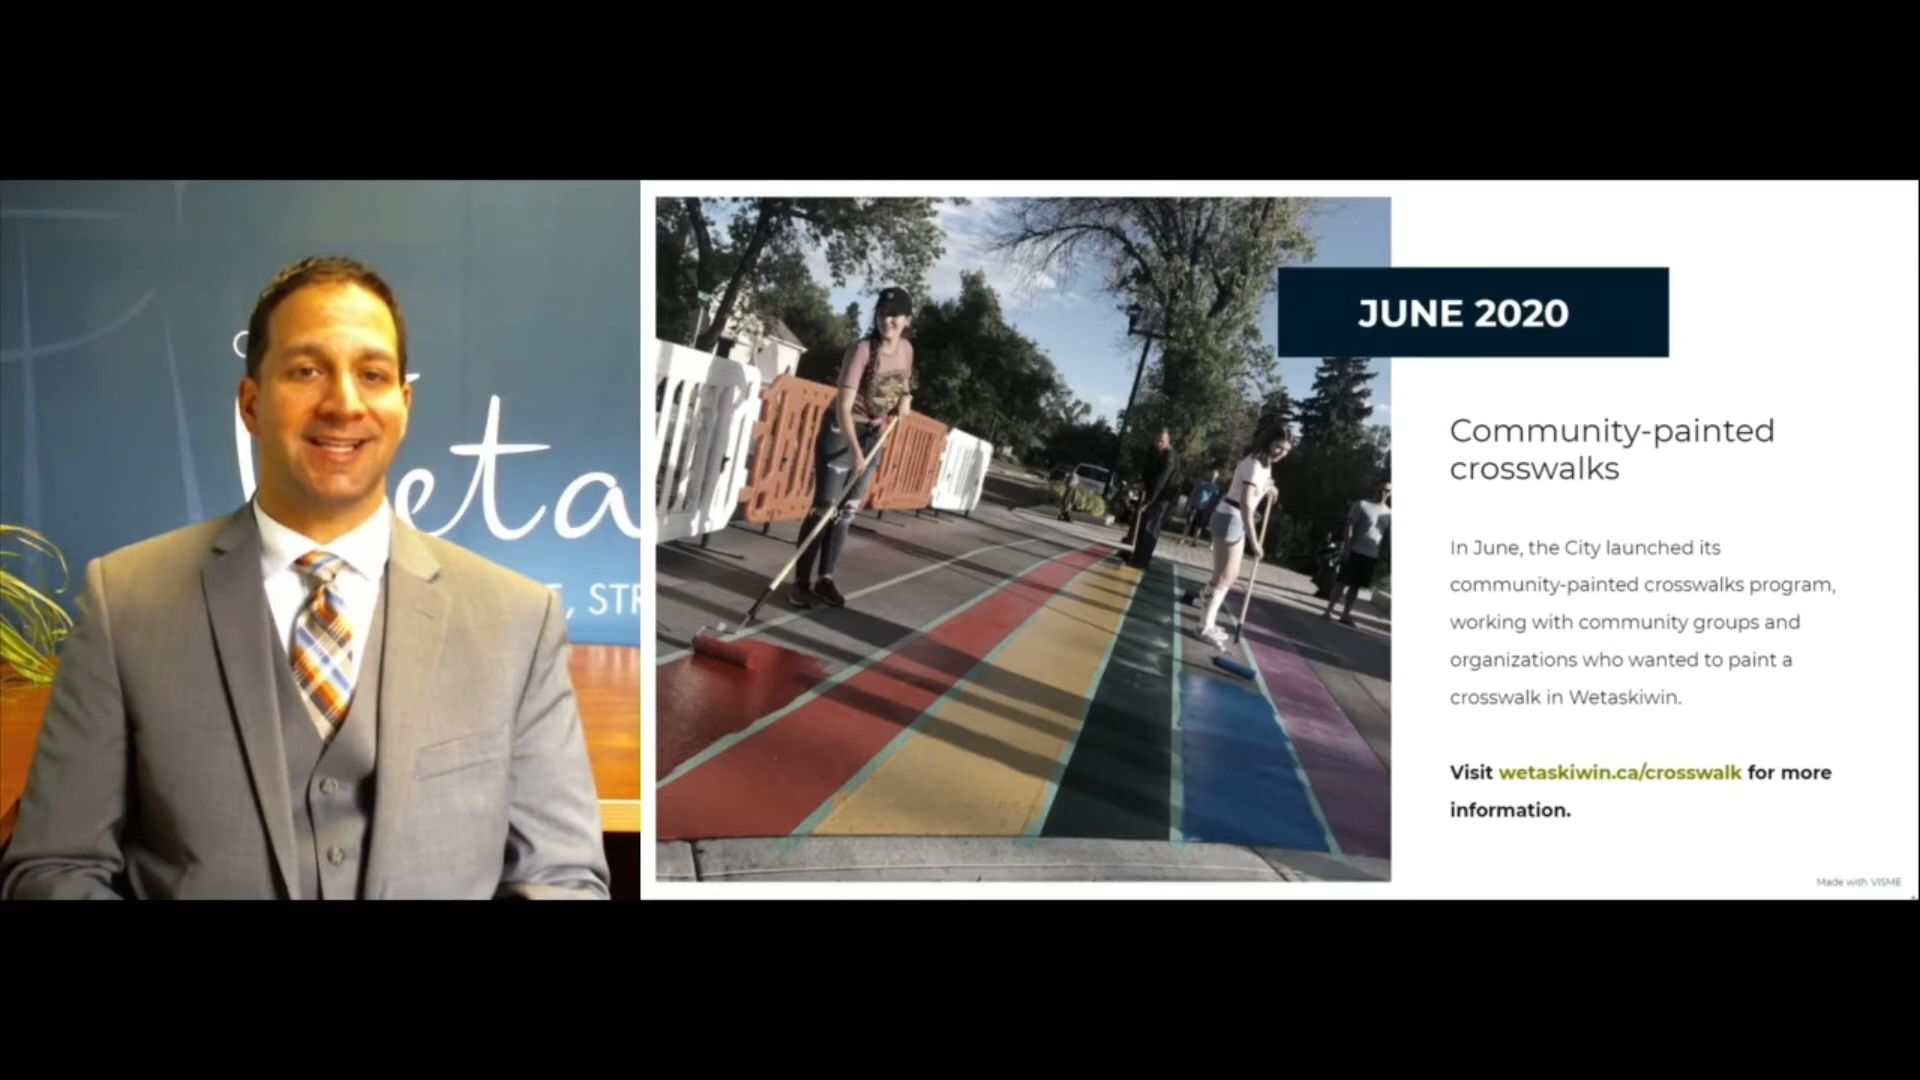 eta
, STR
JUNE 2020
Community-painted
crosswalks
In June, the City launched its
community-painted crosswalks program,
working with community groups and
organizations who wanted to paint a
crosswalk in Wetaskiwin.
Visit wetaskiwin.ca/crosswalk for more
information.
Made with VISME